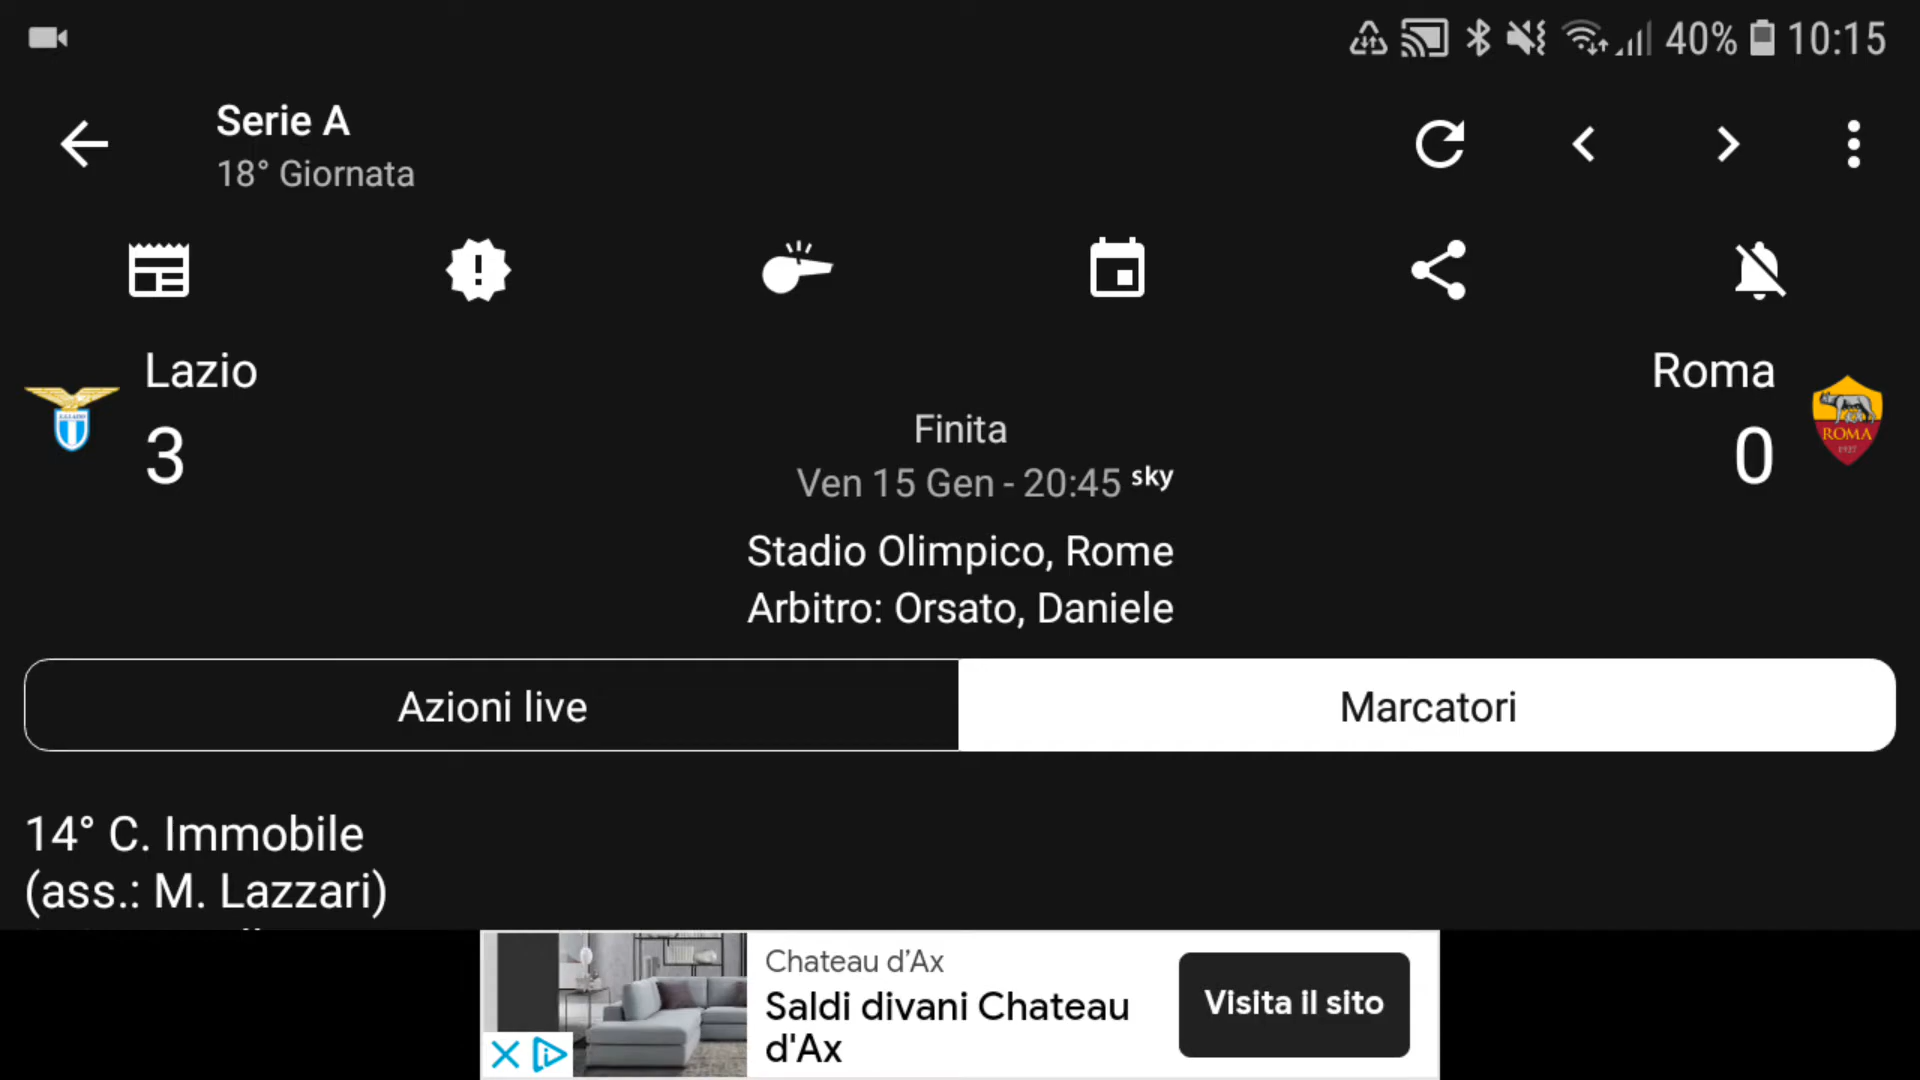 40% 10:15
Serie A
18° Giornata
Lazio
Roma
3
0
Finita
Ven 15 Gen - 20:45 sky
Stadio Olimpico, Rome
Arbitro: Orsato, Daniele
ROMA
1927
Azioni live
Marcatori
14° C. Immobile
(ass.: M. Lazzari)
Chateau d'Ax
Saldi divani Chateau
d'Ax
Visita il sito